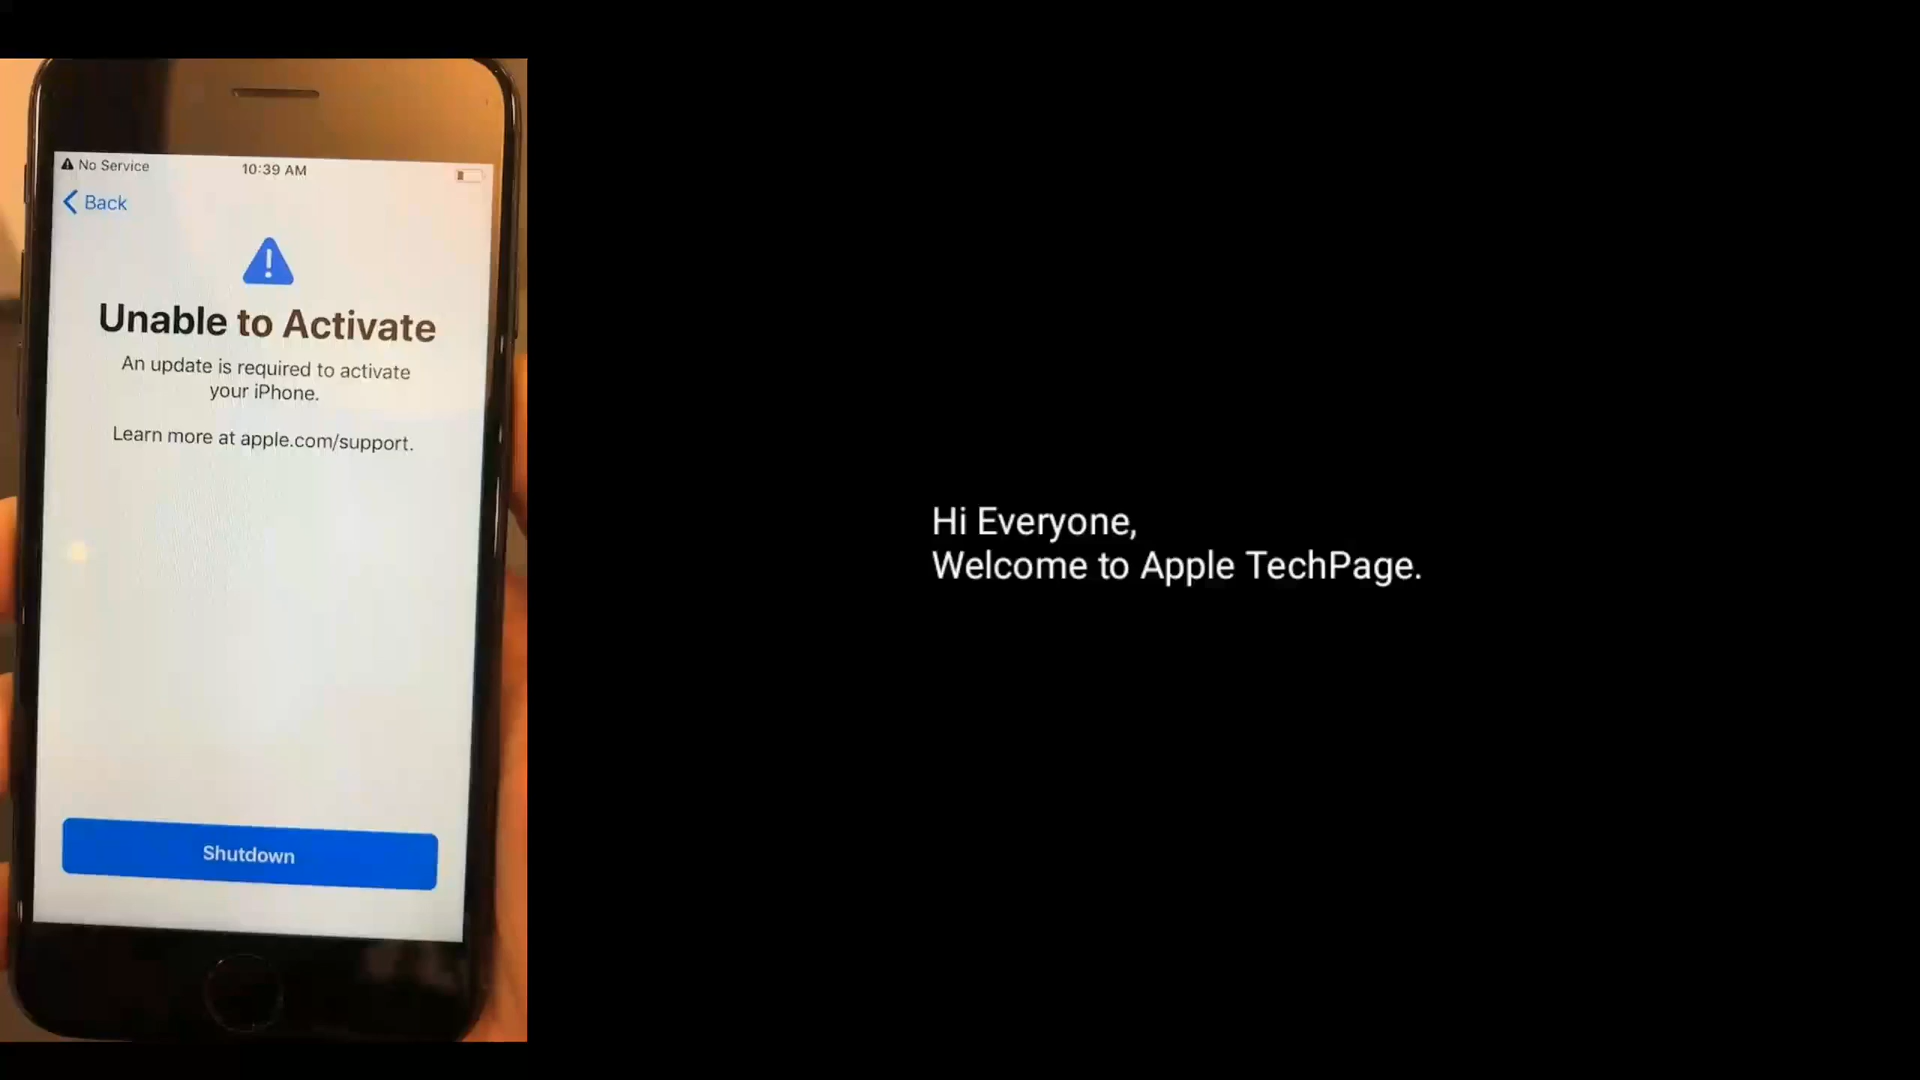 No Service
10:39 AM
Back
Unable to Activate
An update is required to activate
your iPhone.
Learn more at apple.com/support.
Shutdown
Hi Everyone,
Welcome to Apple TechPage.